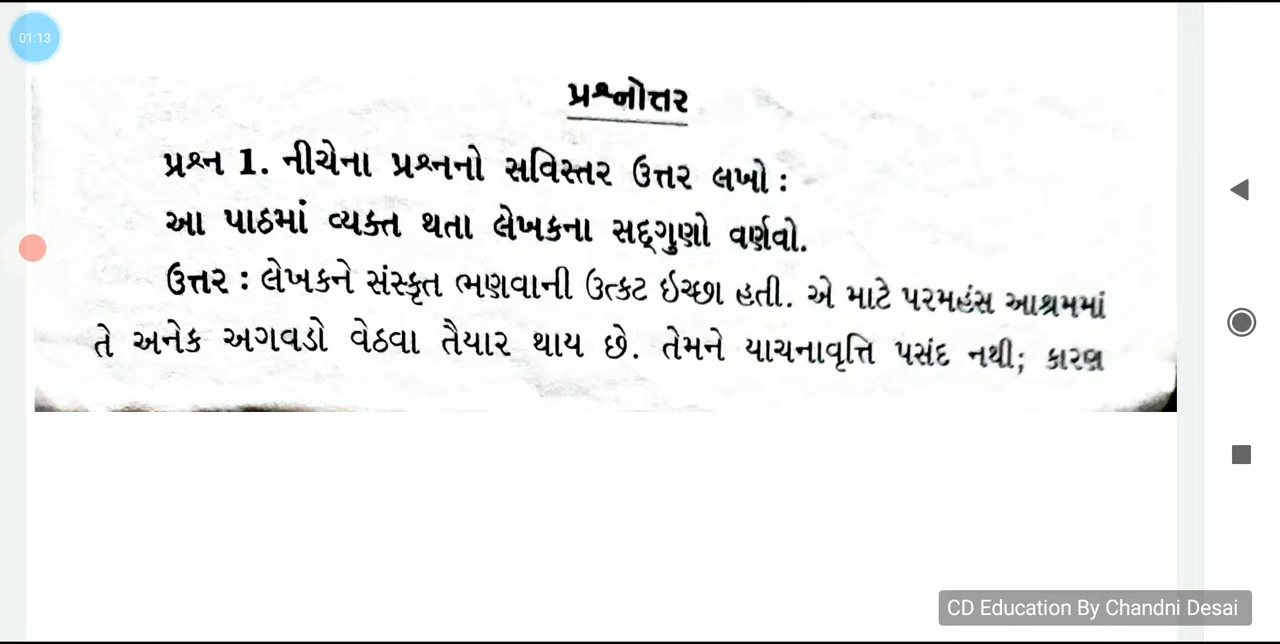 01:13
પ્રશ્નોત્તર
પ્રશ્ન 1. નીચેના પ્રશ્નનો સવિસ્તર ઉત્તર લખો :
આ પાઠમાં વ્યક્ત થતા લેખકના સદ્ગુણો વર્ણવો.
ઉત્તર : લેખકને સંસ્કૃત ભણવાની ઉત્કટ ઇચ્છા હતી. એ માટે પરમહંસ આશ્રમમાં
તે અનેક અગવડો વેઠવા તૈયાર થાય છે. તેમને યાચનાવૃત્તિ પસંદ નથી; કારણ
CD Education By Chandni Desai